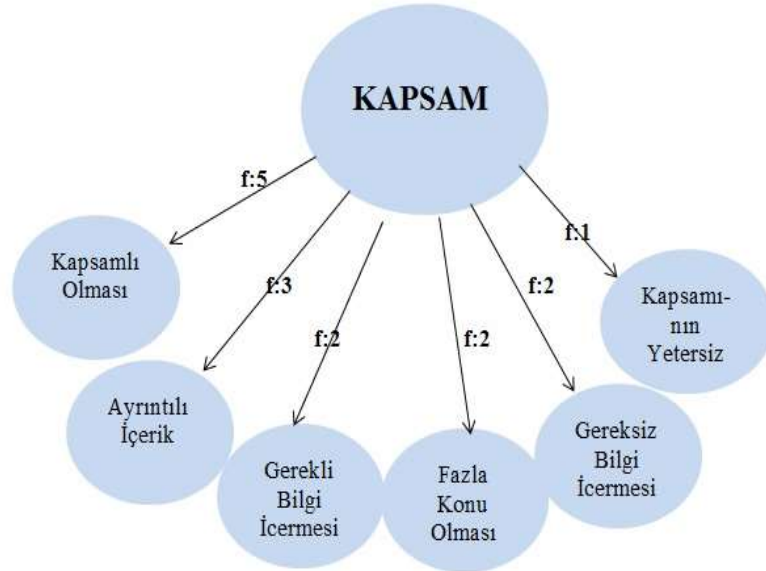 KAPSAM
f:5
f:3
f:2
f:2
f:2
f:1
Kapsamlı
Olması
Ayrıntılı
İçerik
Gerekli
Bilgi
İcermesi
Fazla
Konu
Olması
Gereksiz
Bilgi
İcermesi
Kapsamı-
nın
Yetersiz